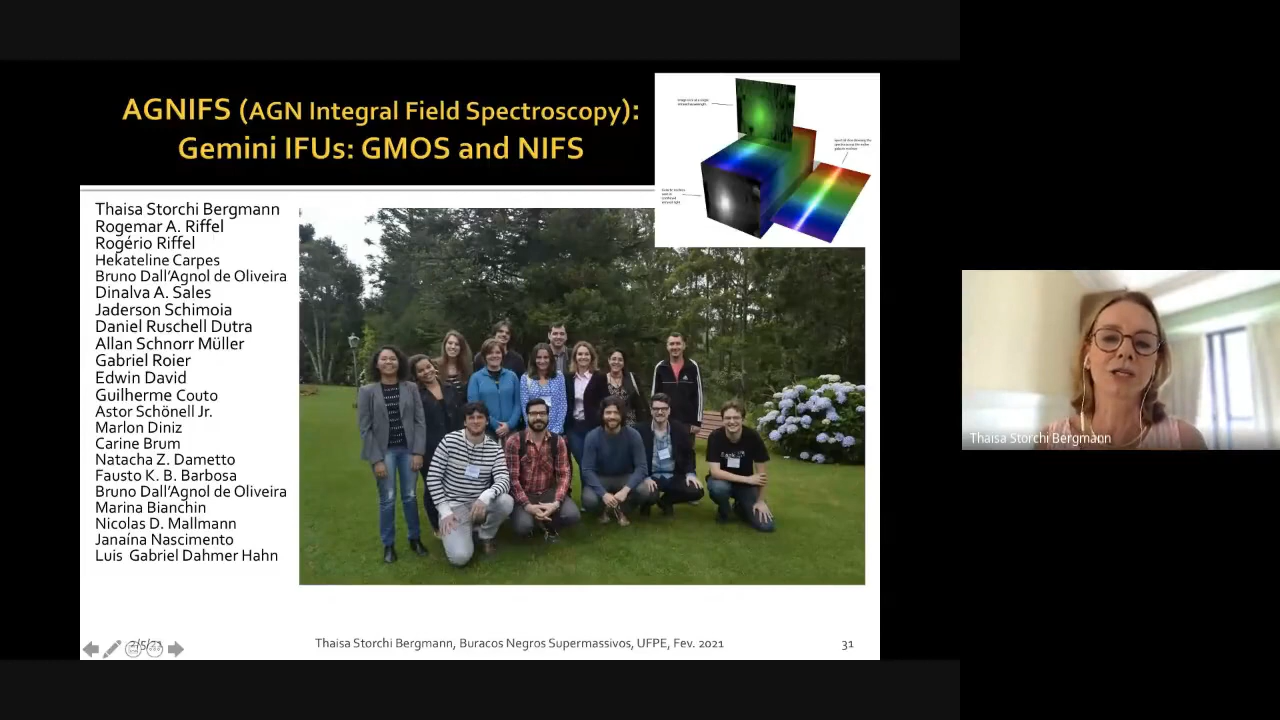 AGNIFS (AGN Integral Field Spectroscopy):
Gemini IFUs: GMOS and NIFS
Thaisa Storchi Bergmann
Rogemar A. Riffel
Rogério Riffel
Hekateline Carpes
Bruno Dall'Agnol de Oliveira
Dinalva A. Sales
Jaderson Schimoia
Daniel Ruschell Dutra
Allan Schnorr Müller
Gabriel Roier
Edwin David
Guilherme Couto
Astor Schönell Jr.
Marlon Diniz
Carine Brum
Natacha Z. Dametto
Fausto K. B. Barbosa
Bruno Dall'Agnol de Oliveira
Marina Bianchin
Nicolas D. Mallmann
Janaína Nascimento
Luis Gabriel Dahmer Hahn
Thaisa Storchi Bergmann, Buracos Negros Supermassivos, UFPE, Fev. 2021
31
Thaisa Storchi Bergmann